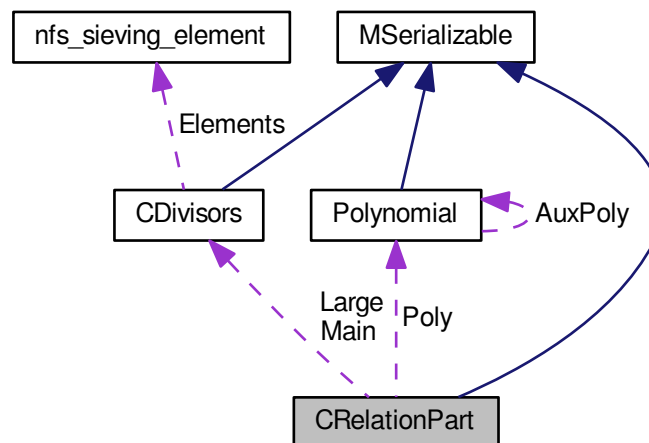 nfs_sieving_element
MSerializable
Elements
CDivisors
Polynomial
AuxPoly
Large
Main
Poly
CRelationPart